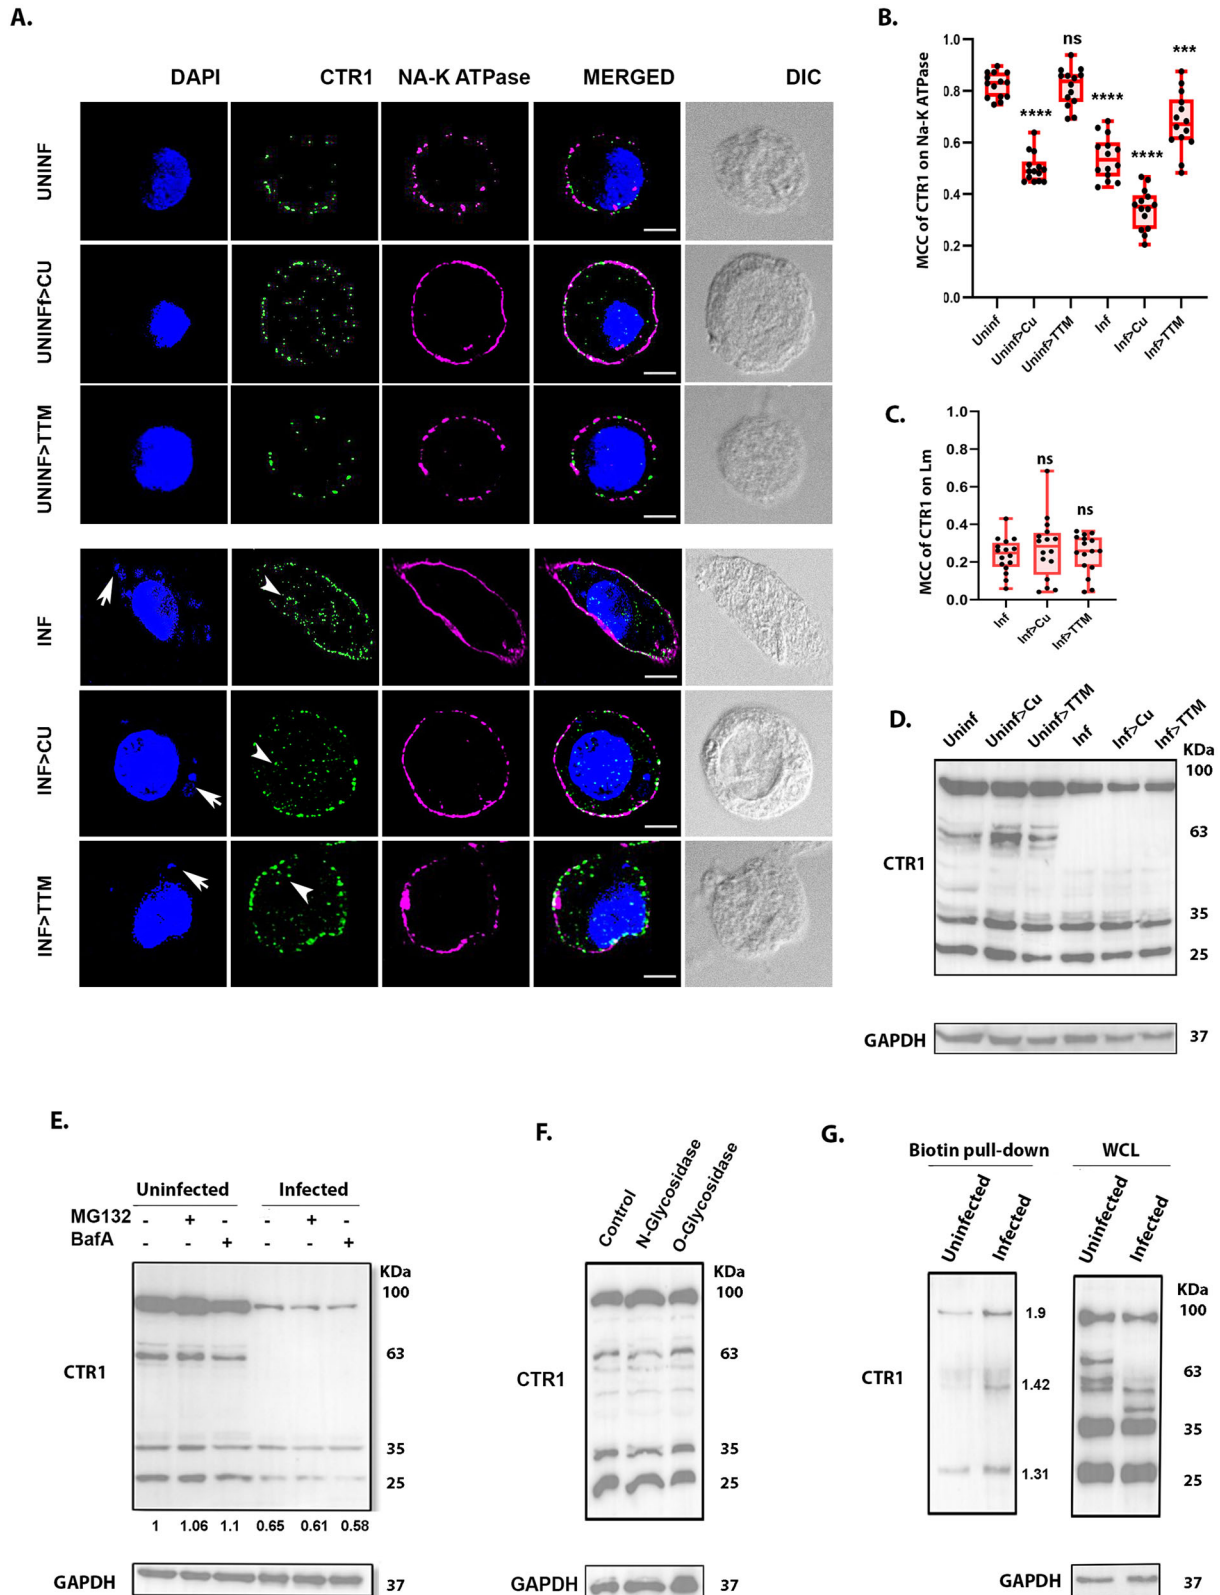 A.
DAPI CTR1 NA-K ATPase MERGED DIC
UNINF
UNINFf>CU
UNINF>TTM
INF
INF>CU
INF>TTM
B.
MCC of CTR1 on Na-K ATPase
1.0
0.8
0.6
0.4
0.2
0.0
**** ns **** **** ***
Uninf Uninf>Cu Uninf>TTM Inf Inf>Cu Inf>TTM
C.
MCC of CTR1 on Lm
1.0
0.8
0.6
0.4
0.2
0.0
ns ns
Inf Inf>Cu Inf>TTM
D.
Uninf Uninf>Cu Uninf>TTM Inf Inf>Cu Inf>TTM
KDa
100
63
CTR1
35
25
GAPDH 37
E.
Uninfected Infected
MG132 - + - - + -
BafA - - + - - +
KDa
100
63
CTR1
35
25
1 1.06 1.1 0.65 0.61 0.58
GAPDH 37
F.
Control N-Glycosidase O-Glycosidase
KDa
100
63
CTR1
35
25
GAPDH 37
G.
Biotin pull-down WCL
Uninfected Infected Uninfected Infected
KDa
1.9 100
CTR1 1.42 63
35
1.31 25
GAPDH 37